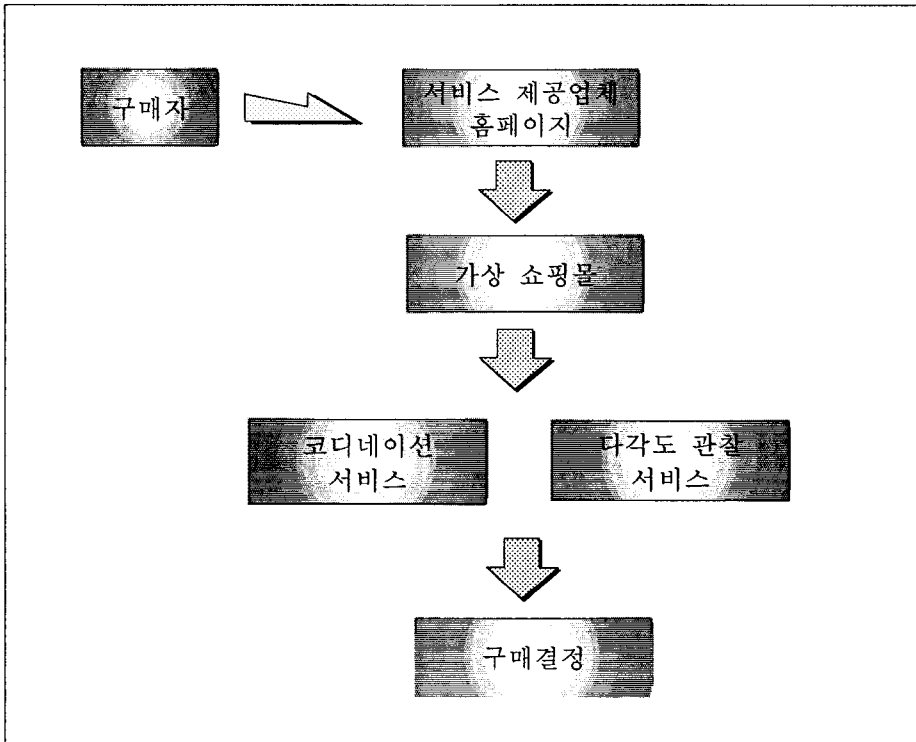 구매자
서비스 제공업체
홈페이지
가상 쇼핑몰
코디네이션
서비스
다각도 관찰
서비스
구매결정